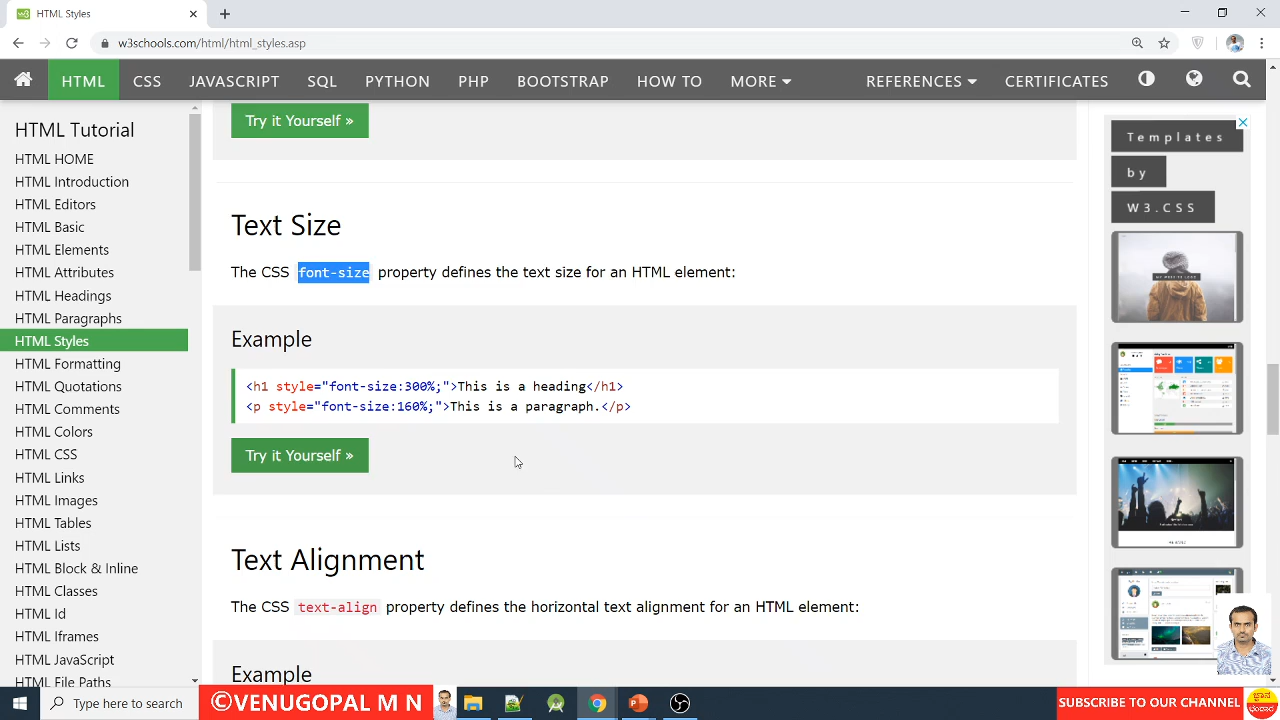 HTML Styles
w3schools.com/html/html_styles.asp
HTML CSS JAVASCRIPT SQL PYTHON PHP BOOTSTRAP HOW TO MORE REFERENCES CERTIFICATES
HTML Tutorial
HTML HOME
HTML Introduction
HTML Editors
HTML Basic
HTML Elements
HTML Attributes
HTML Headings
HTML Paragraphs
HTML Styles
HTML Formatting
HTML Quotations
HTML Comments
HTML Colors
HTML CSS
HTML Links
HTML Images
HTML Tables
HTML Lists
HTML Block & Inline
HTML Classes
HTML Id
HTML Iframes
HTML JavaScript
HTML File Paths
Try it Yourself »
Text Size
The CSS font-size property defines the text size for an HTML element:
Example
<h1 style="font-size:300%;">This is a heading</h1>
<p style="font-size:160%;">This is a paragraph.</p>
Try it Yourself »
Text Alignment
The CSS text-align property defines the horizontal text alignment for an HTML element:
Example
Templates
by
W3.CSS
Type here to search
©VENUGOPAL M N
SUBSCRIBE TO OUR CHANNEL